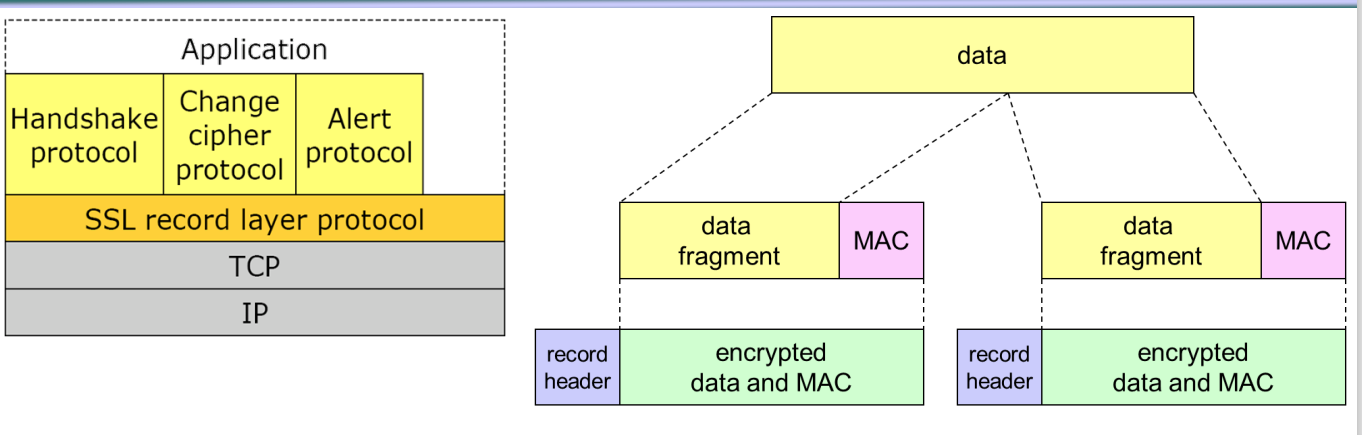 Application
Handshake
protocol
Change
cipher
protocol
Alert
protocol
SSL record layer protocol
TCP
IP
data
data
fragment
MAC
data
fragment
MAC
record
header
encrypted
data and MAC
record
header
encrypted
data and MAC